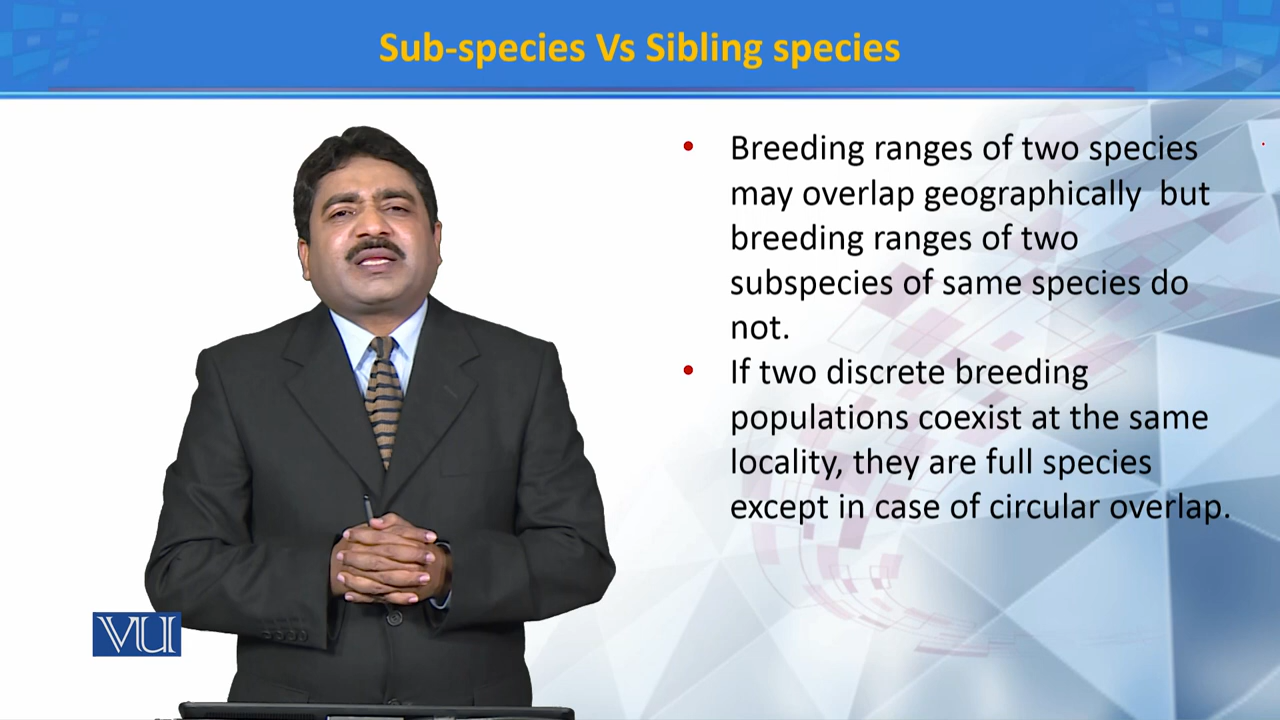 Sub-species Vs Sibling species
• Breeding ranges of two species
may overlap geographically but
breeding ranges of two
subspecies of same species do
not.
• If two discrete breeding
populations coexist at the same
locality, they are full species
except in case of circular overlap.
VU